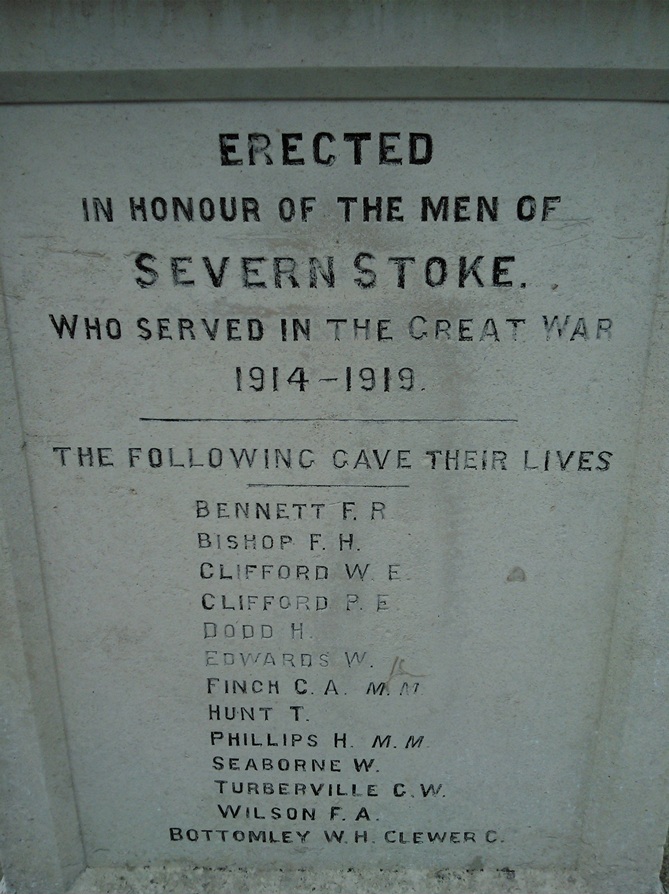 ERECTED
IN HONOUR OF THE MEN OF
SEVERN STOKE.
WHO SERVED IN THE GREAT WAR
1914-1919.
THE FOLLOWING GAVE THEIR LIVES
BENNETT F. R
BISHOP F. H.
CLIFFORD W. E.
CLIFFORD P. E.
DODD H.
EDWARDS W.
FINCH C. A. M.M.
HUNT T.
PHILLIPS H. M.M.
SEABORNE W.
TURBERVILLE C. W.
WILSON F. A.
BOTTOMLEY W. H. CLEWER C.